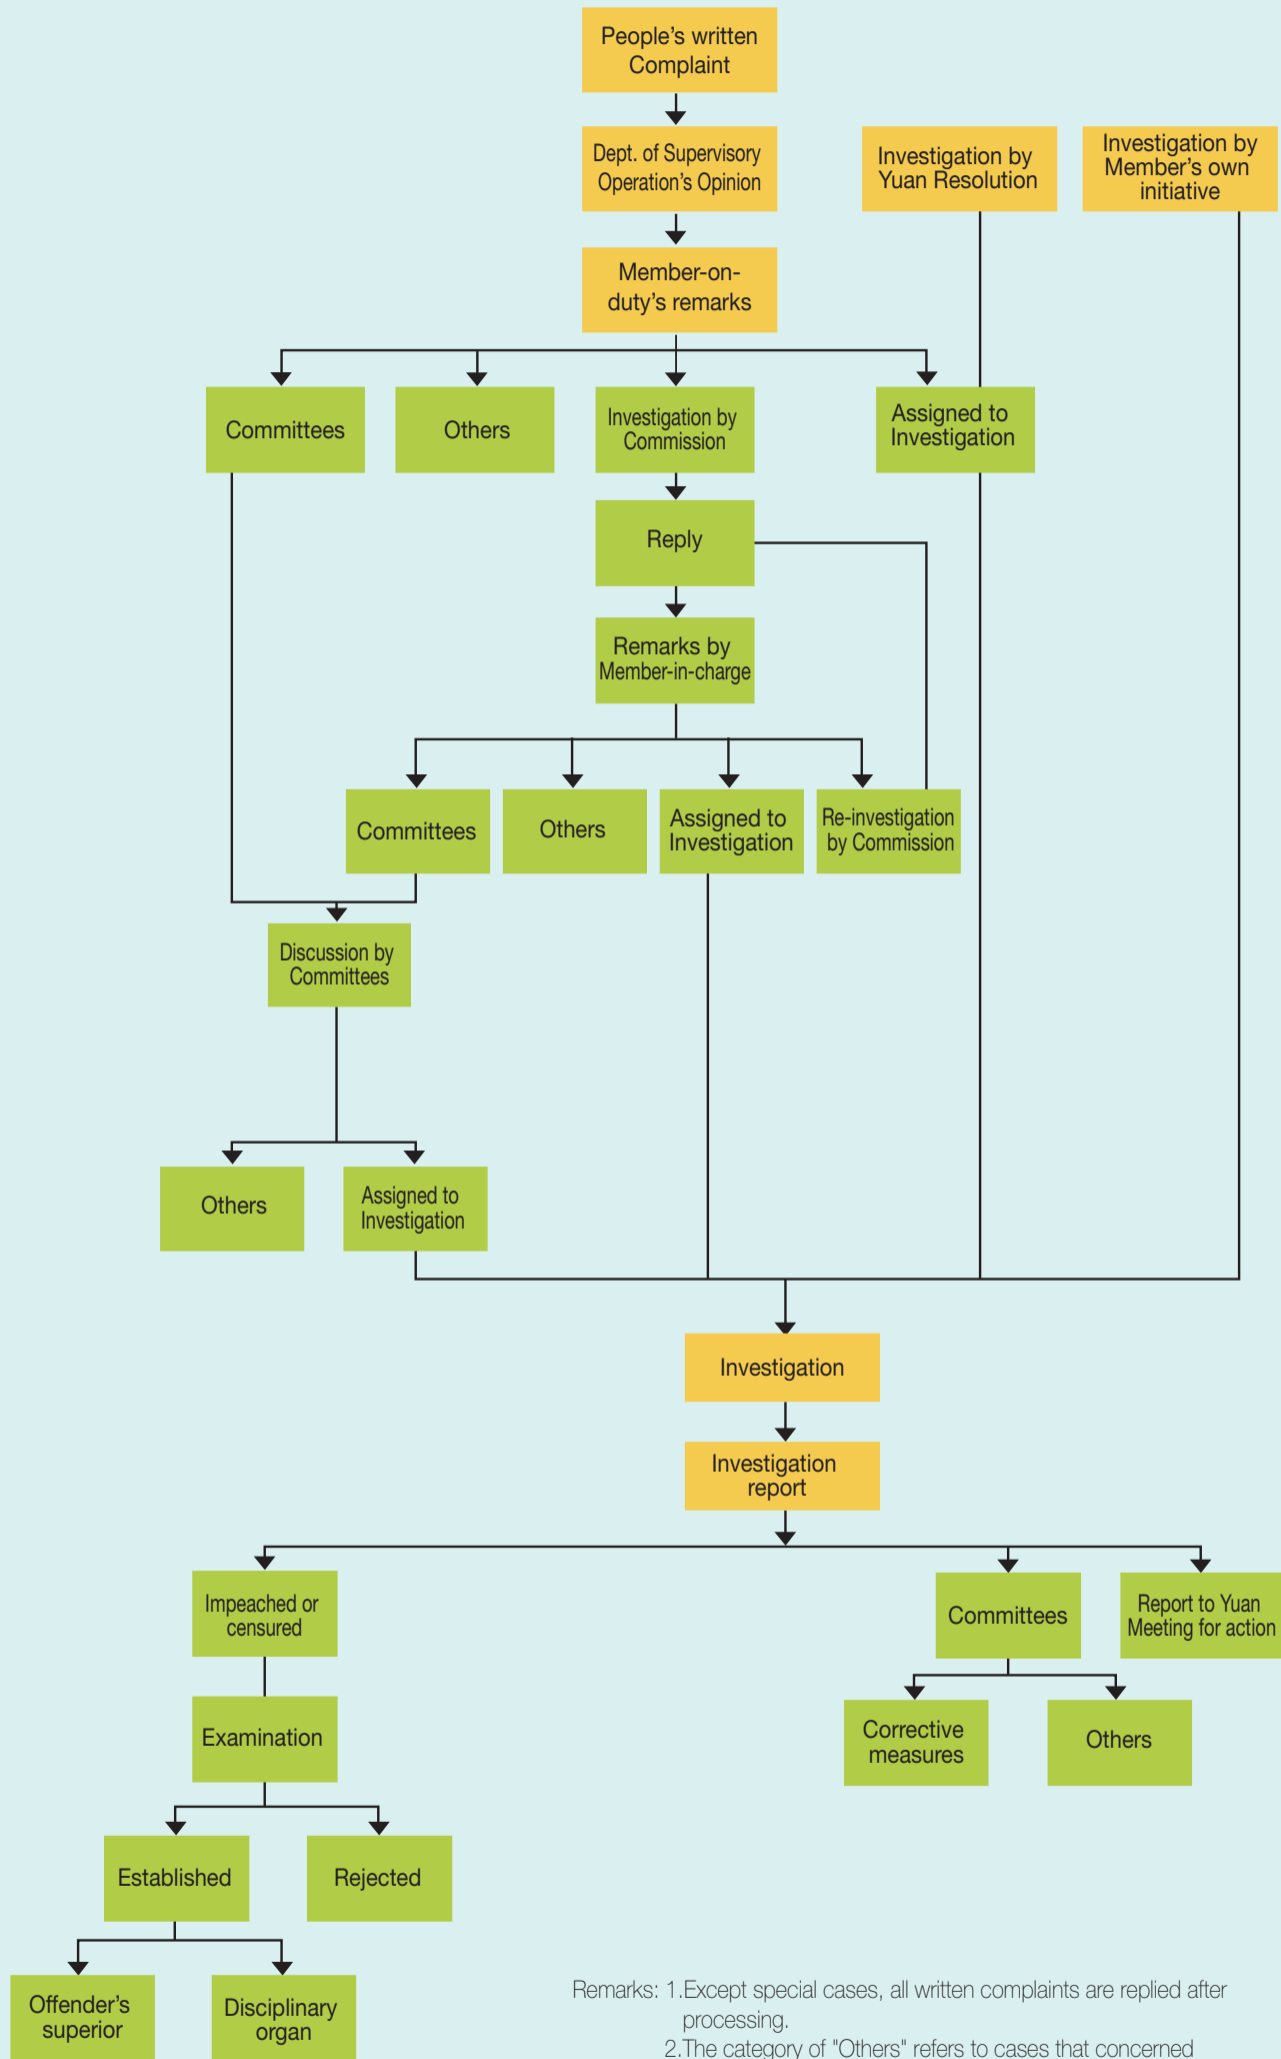 People's written
Complaint
Dept. of Supervisory
Operation's Opinion
Investigation by
Yuan Resolution
Investigation by
Member's own
initiative
Member-on-
duty's remarks
Committees
Others
Investigation by
Commission
Assigned to
Investigation
Reply
Remarks by
Member-in-charge
Committees
Others
Assigned to
Investigation
Re-investigation
by Commission
Discussion by
Committees
Others
Assigned to
Investigation
Investigation
Investigation
report
Impeached or
censured
Committees
Report to Yuan
Meeting for action
Examination
Corrective
measures
Others
Established
Rejected
Offender's
superior
Disciplinary
organ
Remarks: 1.Except special cases, all written complaints are replied after
processing.
2.The category of "Others" refers to cases that concerned